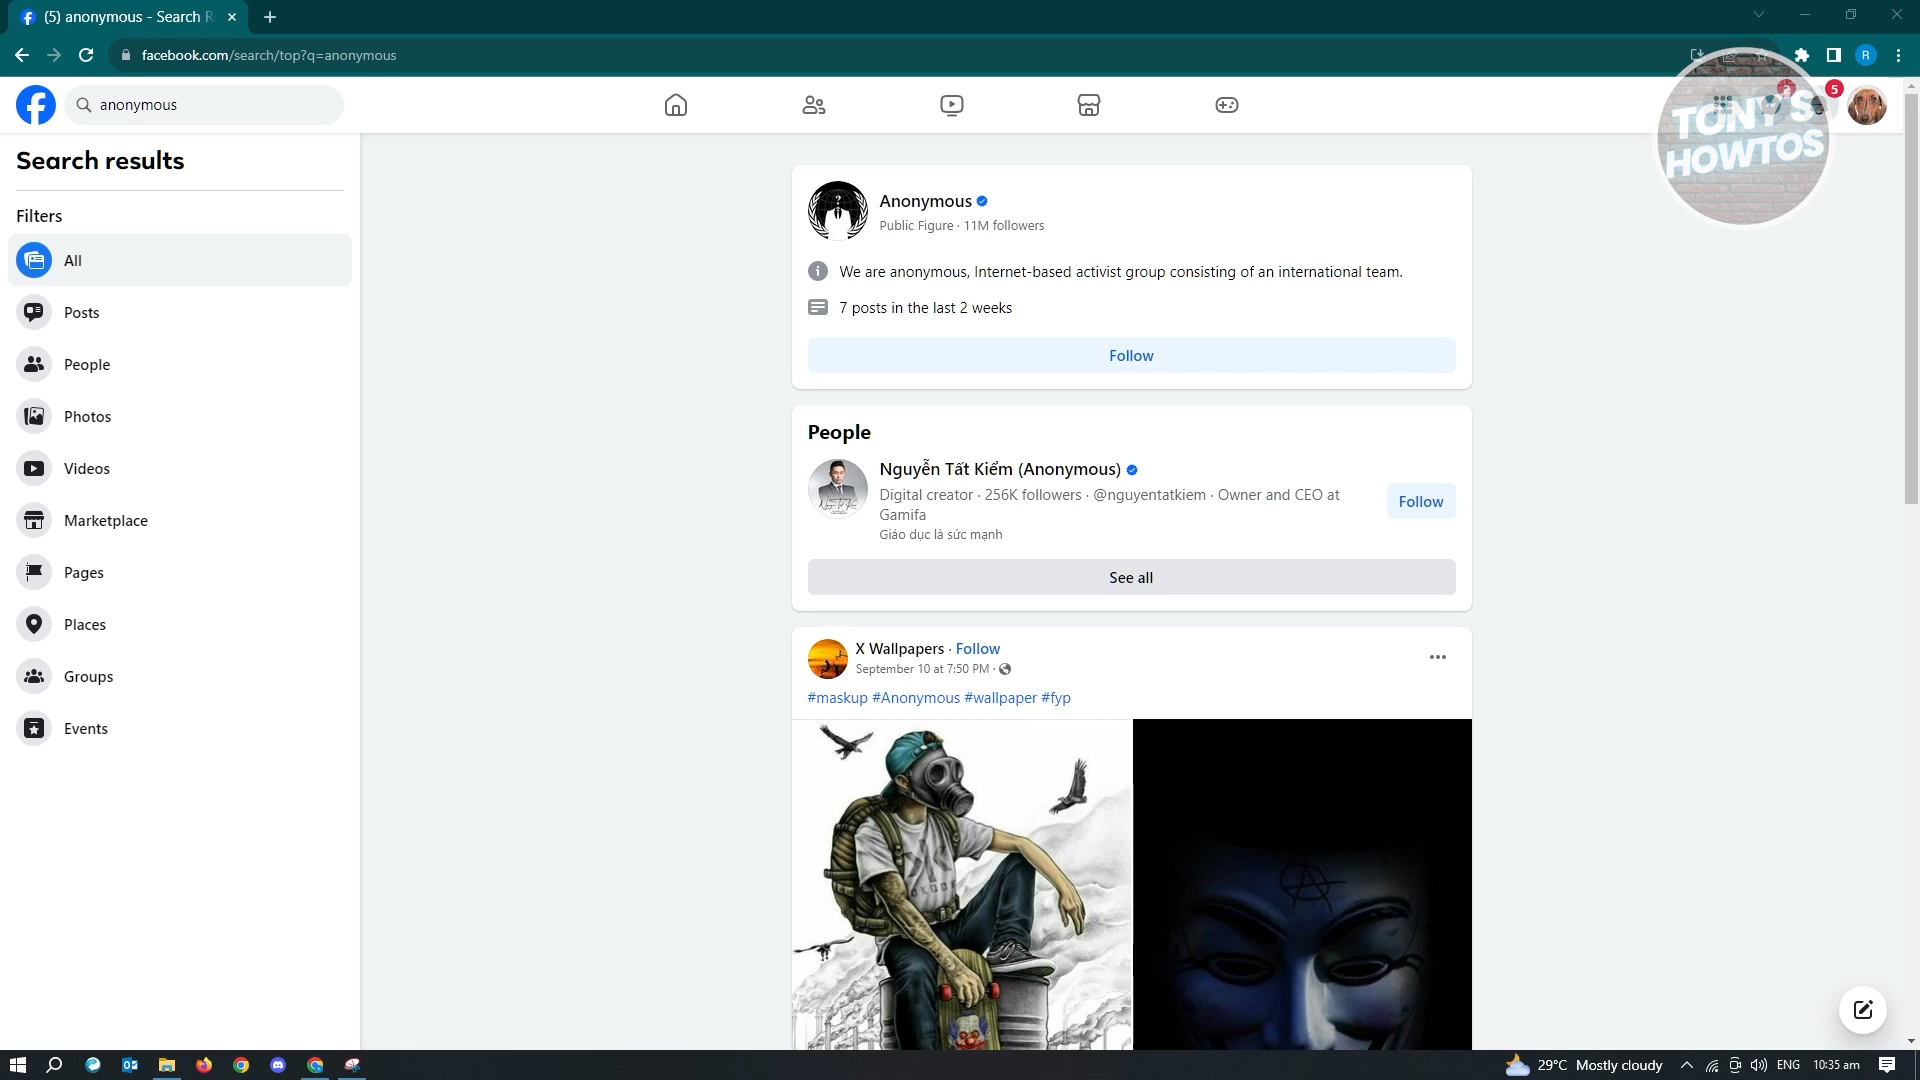 (5) anonymous - Search R
facebook.com/search/top?q=anonymous
R
anonymous
2
5
TONY'S
HOWTOS
Search results
Filters
All
Posts
People
Photos
Videos
Marketplace
Pages
Places
Groups
Events
Anonymous
Public Figure · 11M followers
We are anonymous, Internet-based activist group consisting of an international team.
7 posts in the last 2 weeks
Follow
People
Nguyễn Tất Kiểm (Anonymous)
Digital creator · 256K followers · @nguyentatkiem · Owner and CEO at
Gamifa
Giáo dục là sức mạnh
Follow
See all
X Wallpapers · Follow
September 10 at 7:50 PM ·
#maskup #Anonymous #wallpaper #fyp
29°C Mostly cloudy
ENG
10:35 am